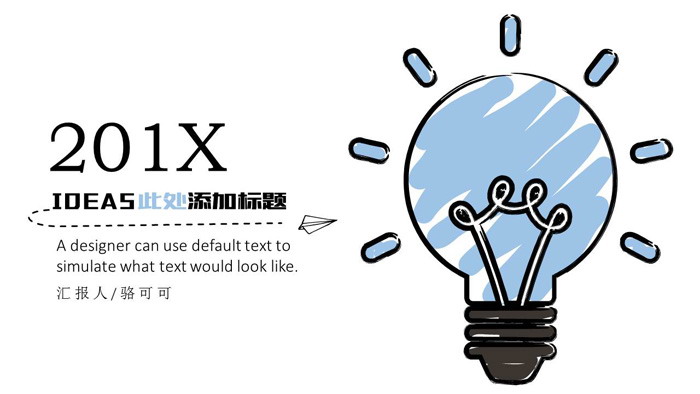 201X
IDEAS此处添加标题
A designer can use default text to
simulate what text would look like.
汇报人/骆可可